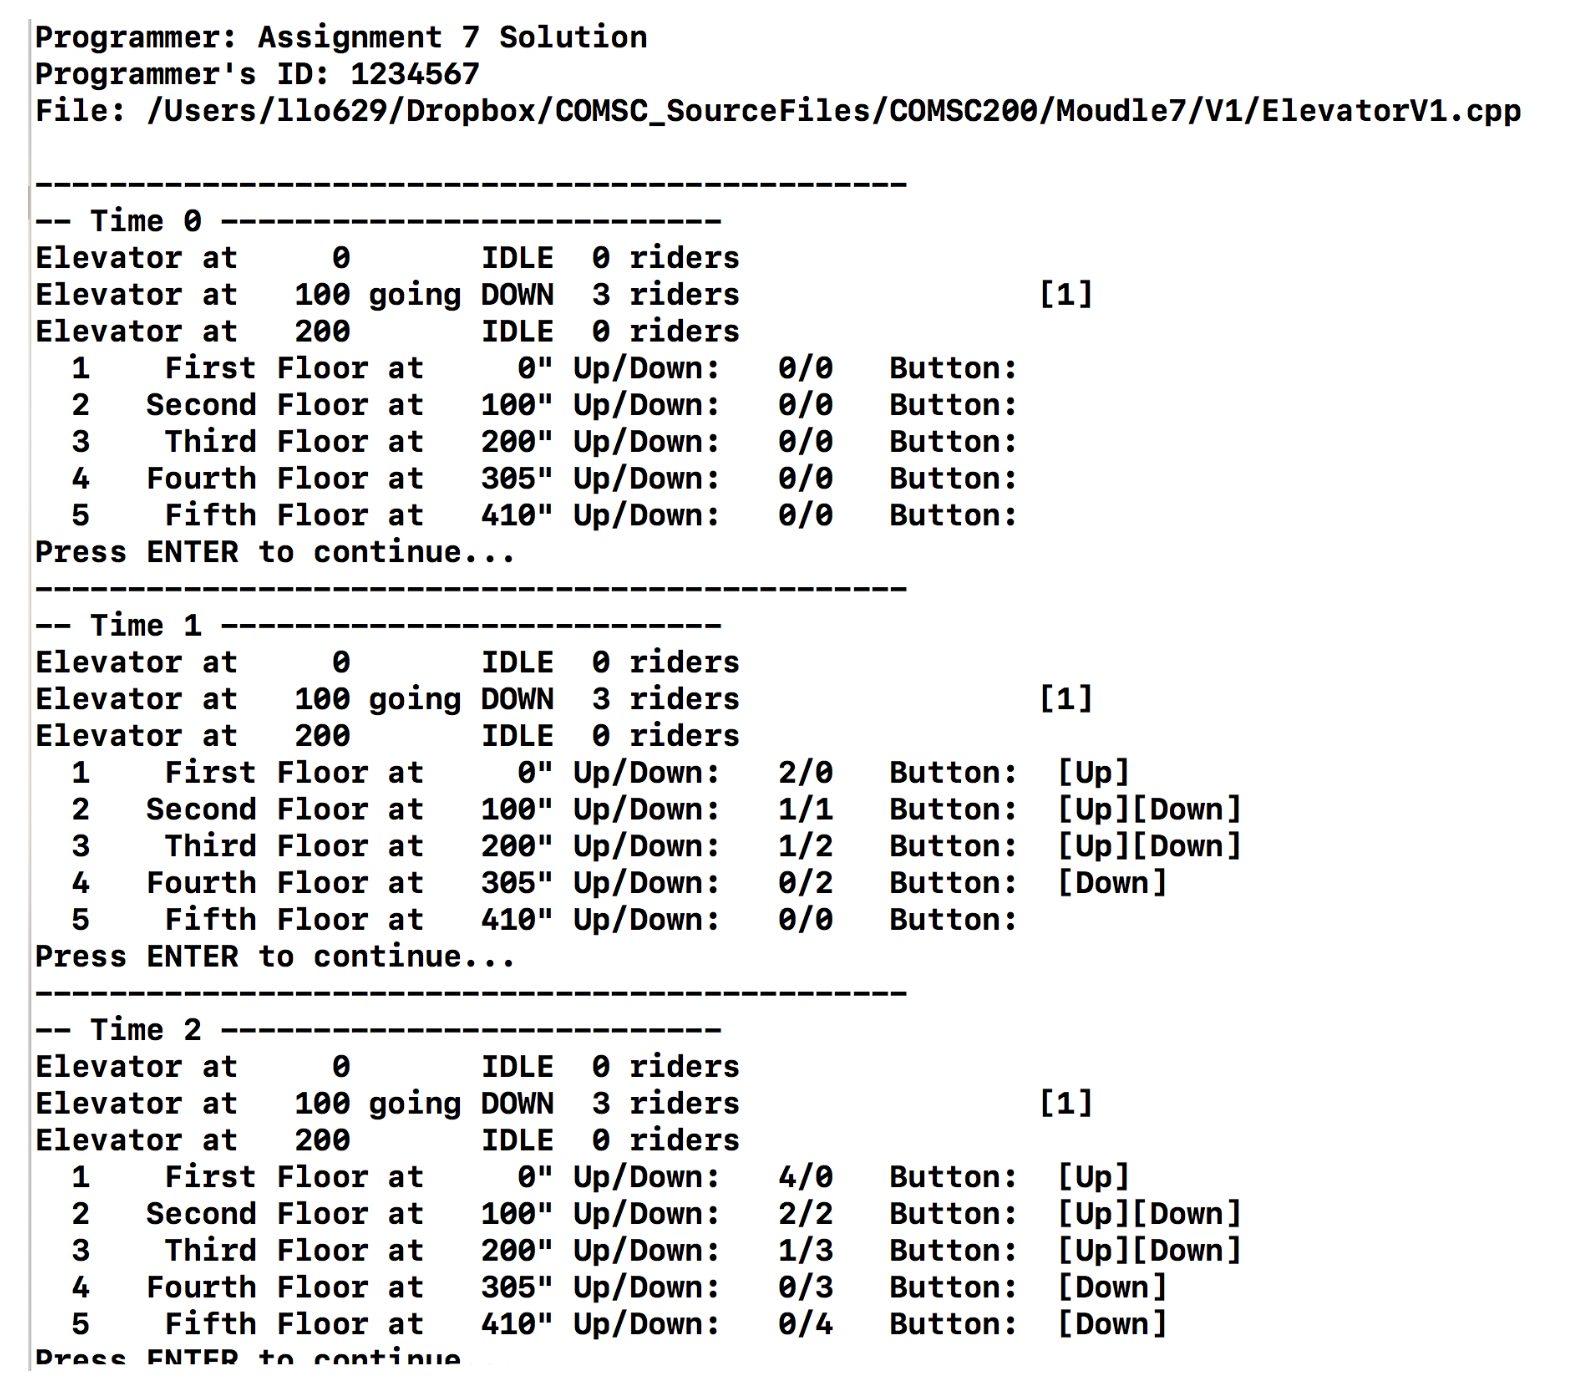 Programmer: Assignment 7 Solution
Programmer's ID: 1234567
File: /Users/llo629/Dropbox/COMSC_SourceFiles/COMSC200/Moudle7/V1/ElevatorV1.cpp
-----------------------------------------------
-- Time 0 ---------------------------
Elevator at     0       IDLE  0 riders
Elevator at   100 going DOWN  3 riders                [1]
Elevator at   200       IDLE  0 riders
  1    First Floor at     0" Up/Down:   0/0   Button:
  2   Second Floor at   100" Up/Down:   0/0   Button:
  3    Third Floor at   200" Up/Down:   0/0   Button:
  4   Fourth Floor at   305" Up/Down:   0/0   Button:
  5    Fifth Floor at   410" Up/Down:   0/0   Button:
Press ENTER to continue...
-----------------------------------------------
-- Time 1 ---------------------------
Elevator at     0       IDLE  0 riders
Elevator at   100 going DOWN  3 riders                [1]
Elevator at   200       IDLE  0 riders
  1    First Floor at     0" Up/Down:   2/0   Button:  [Up]
  2   Second Floor at   100" Up/Down:   1/1   Button:  [Up][Down]
  3    Third Floor at   200" Up/Down:   1/2   Button:  [Up][Down]
  4   Fourth Floor at   305" Up/Down:   0/2   Button:  [Down]
  5    Fifth Floor at   410" Up/Down:   0/0   Button:
Press ENTER to continue...
-----------------------------------------------
-- Time 2 ---------------------------
Elevator at     0       IDLE  0 riders
Elevator at   100 going DOWN  3 riders                [1]
Elevator at   200       IDLE  0 riders
  1    First Floor at     0" Up/Down:   4/0   Button:  [Up]
  2   Second Floor at   100" Up/Down:   2/2   Button:  [Up][Down]
  3    Third Floor at   200" Up/Down:   1/3   Button:  [Up][Down]
  4   Fourth Floor at   305" Up/Down:   0/3   Button:  [Down]
  5    Fifth Floor at   410" Up/Down:   0/4   Button:  [Down]
Press ENTER to continue...